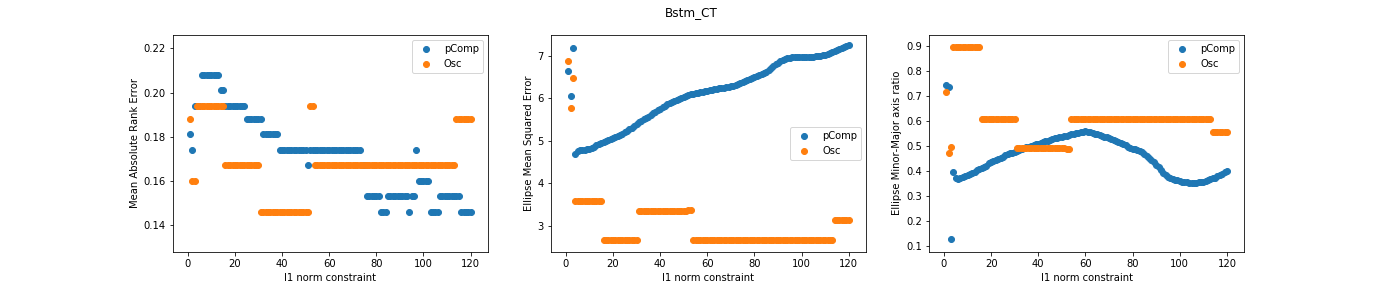 Bstm_CT
Mean Absolute Rank Error
0.22
0.20
0.18
0.16
0.14
0 20 40 60 80 100 120
l1 norm constraint
pComp
Osc
Ellipse Mean Squared Error
7
6
5
4
3
0 20 40 60 80 100 120
l1 norm constraint
pComp
Osc
Ellipse Minor-Major axis ratio
0.9
0.8
0.7
0.6
0.5
0.4
0.3
0.2
0.1
0 20 40 60 80 100 120
l1 norm constraint
pComp
Osc